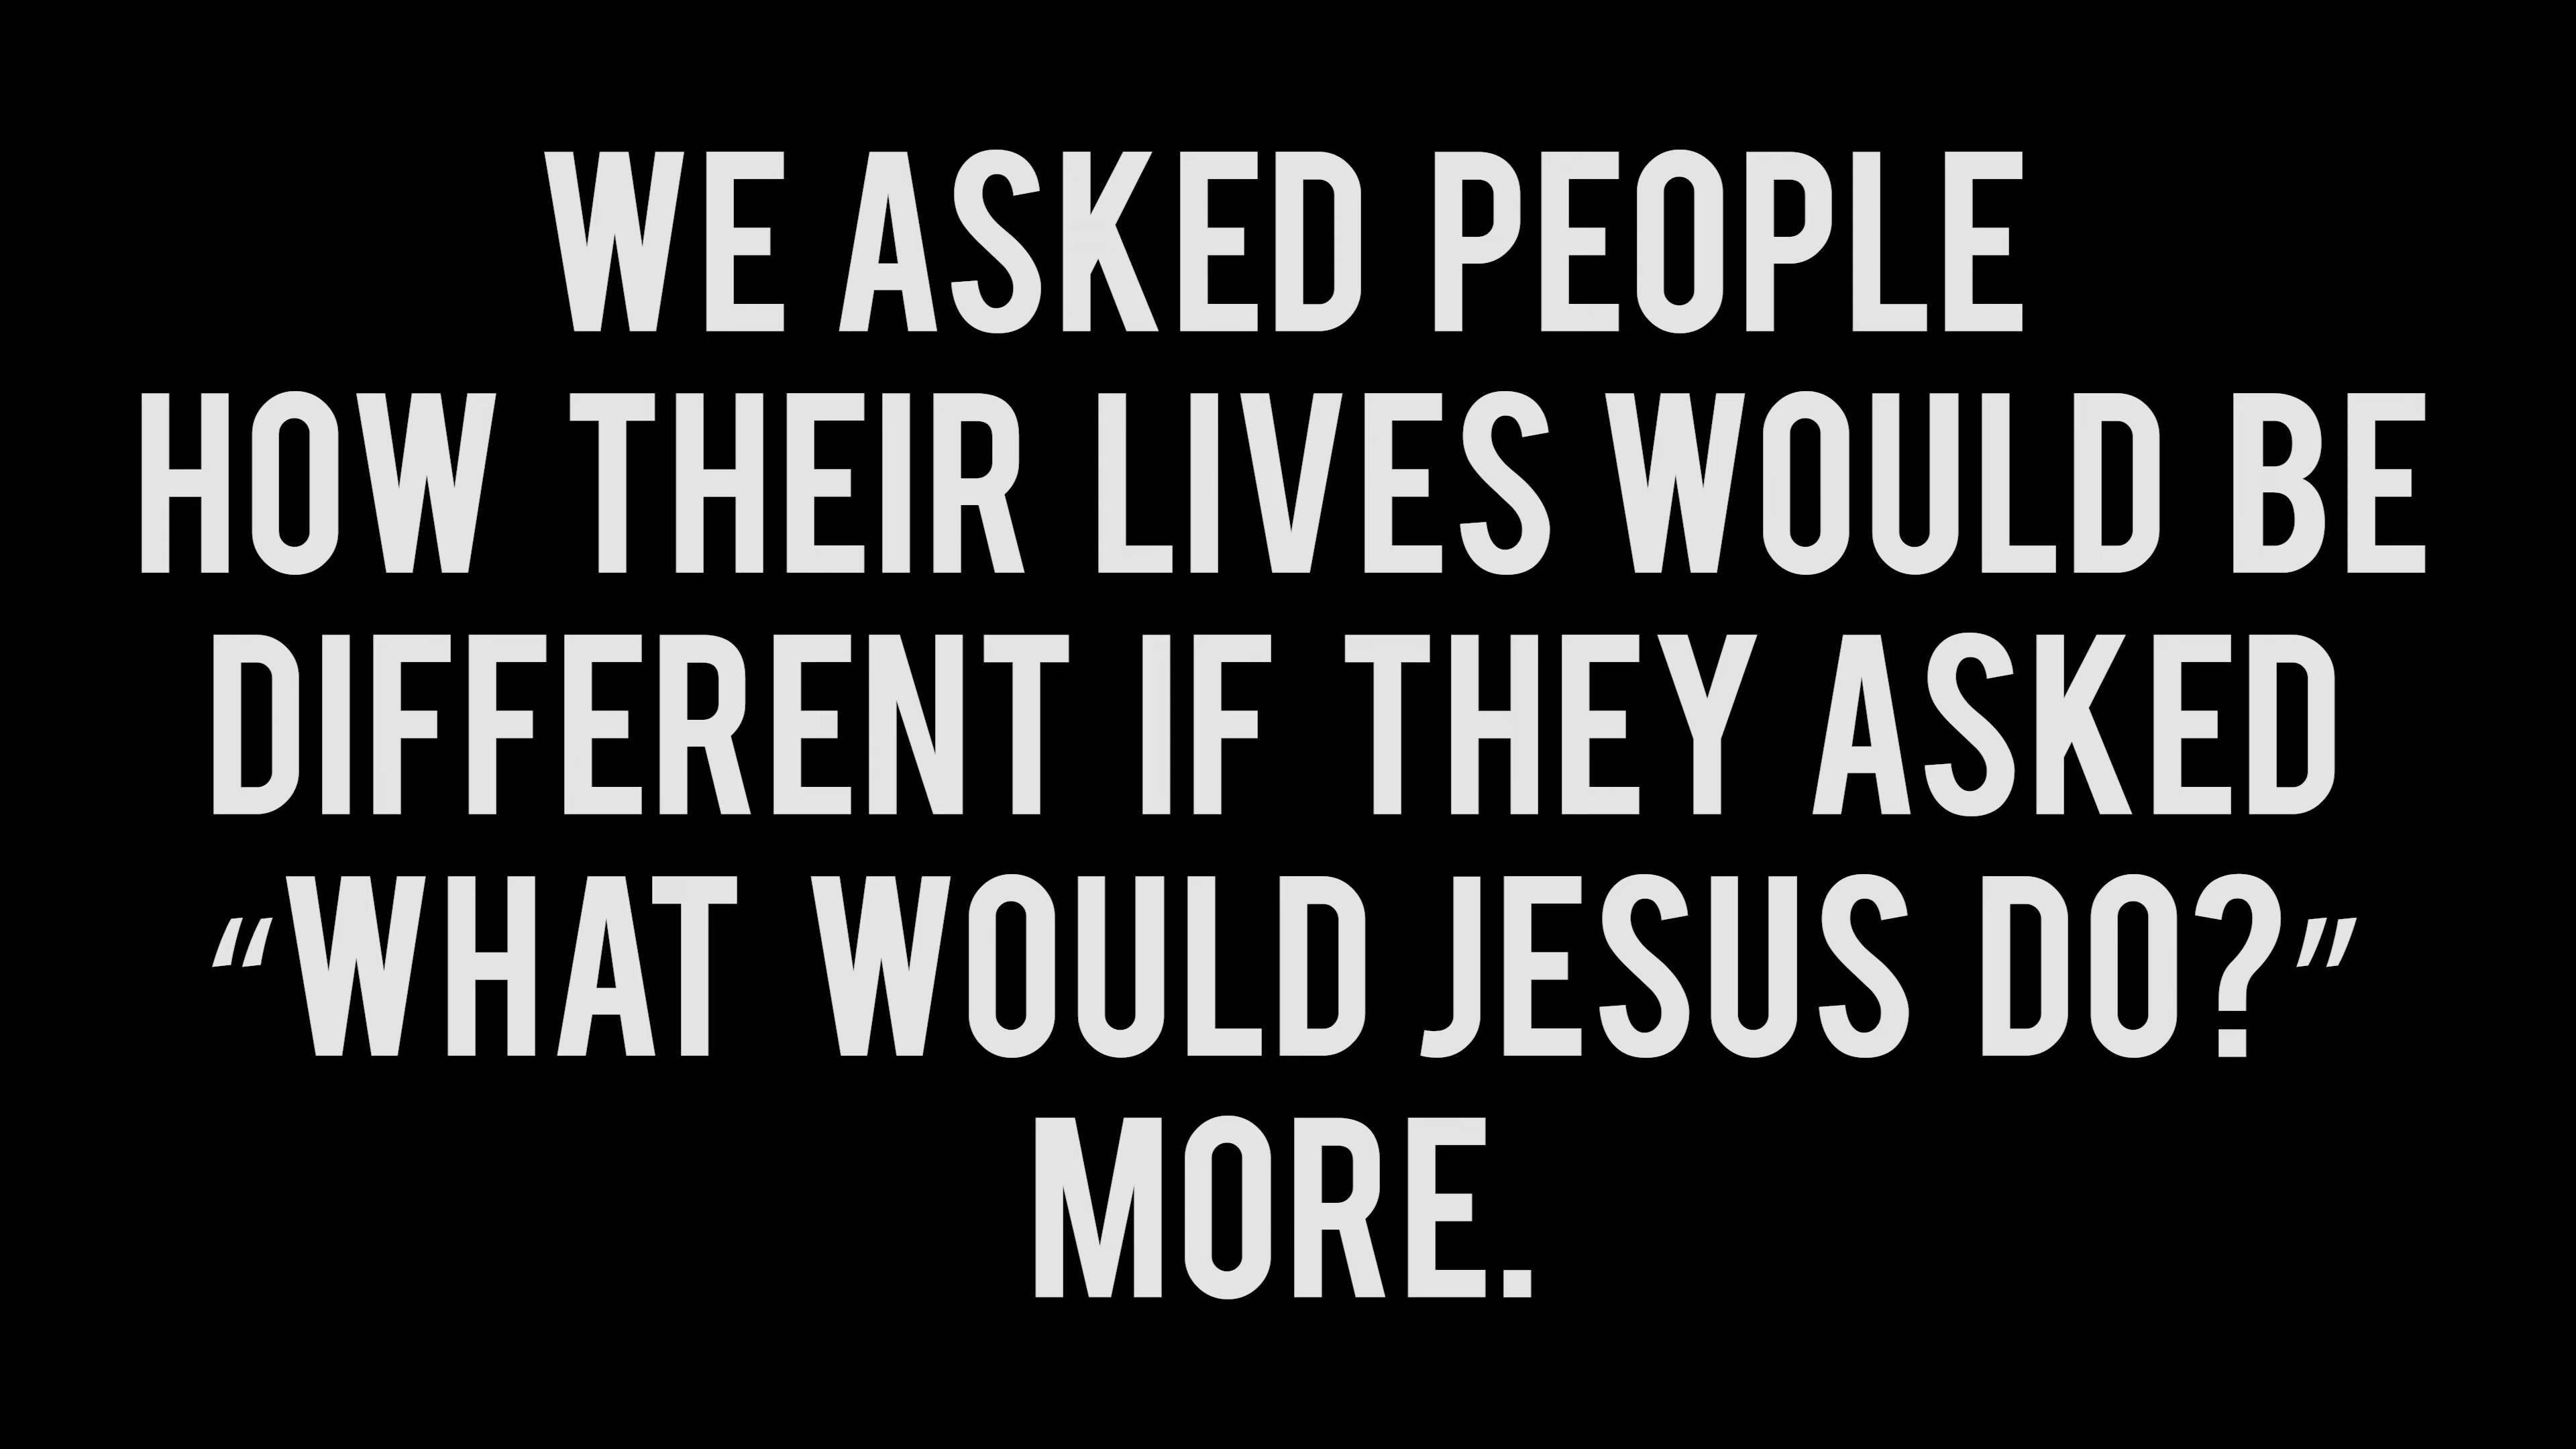 WE ASKED PEOPLE
HOW THEIR LIVES WOULD BE
DIFFERENT IF THEY ASKED
“WHAT WOULD JESUS DO?”
MORE.